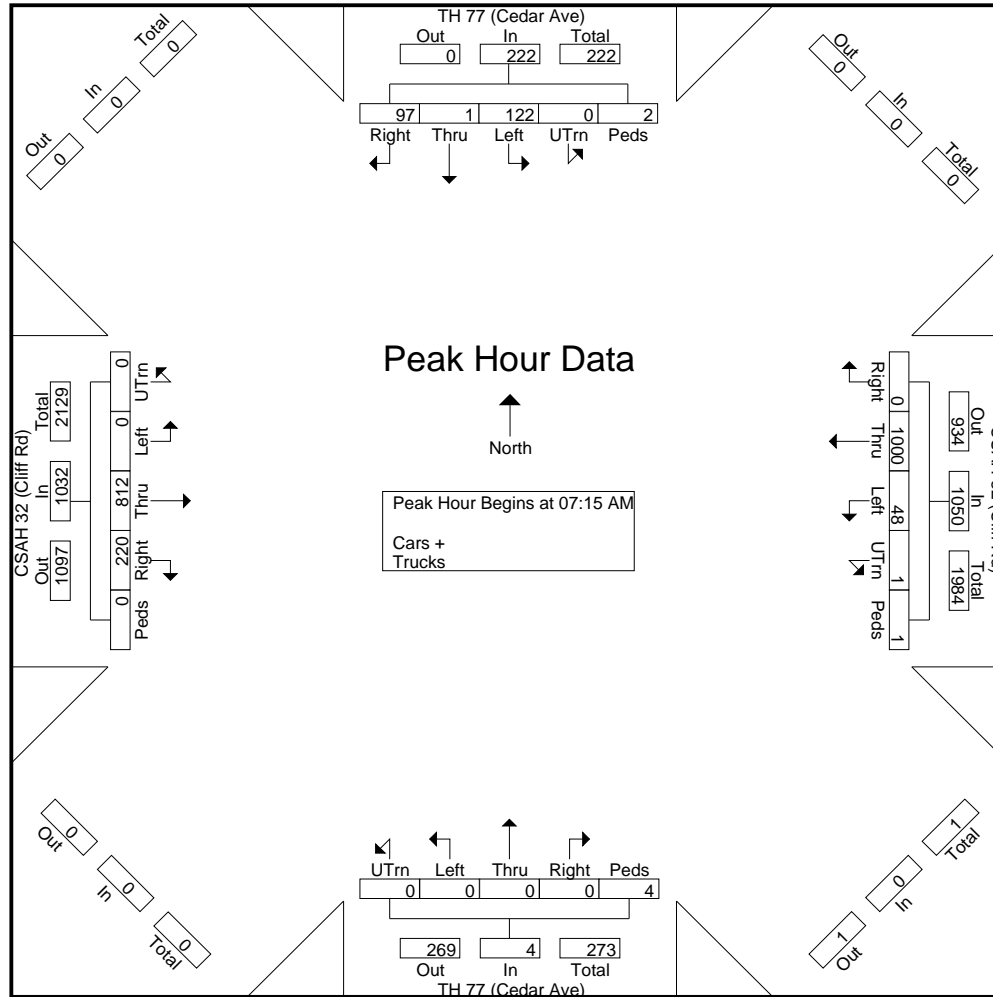 TH 77 (Cedar Ave)
Out In Total
0 222 222
97 1 122 0 2
Right Thru Left UTrn Peds
Total
0
In
0
Out
0
Out
0
In
0
Total
0
CSAH 32 (Cliff Rd)
Total In Out
2129 1032 1097
0 0 812 220 0
UTrn Left Thru Right Peds
Peak Hour Data
North
Peak Hour Begins at 07:15 AM
Cars +
Trucks
Right Thru Left UTrn Peds
0 1000 48 1 1
Out In Total
934 1050 1984
Out
0
In
0
Total
0
UTrn Left Thru Right Peds
0 0 0 0 4
269 4 273
Out In Total
TH 77 (Cedar Ave)
1
Total
0
In
1
Out